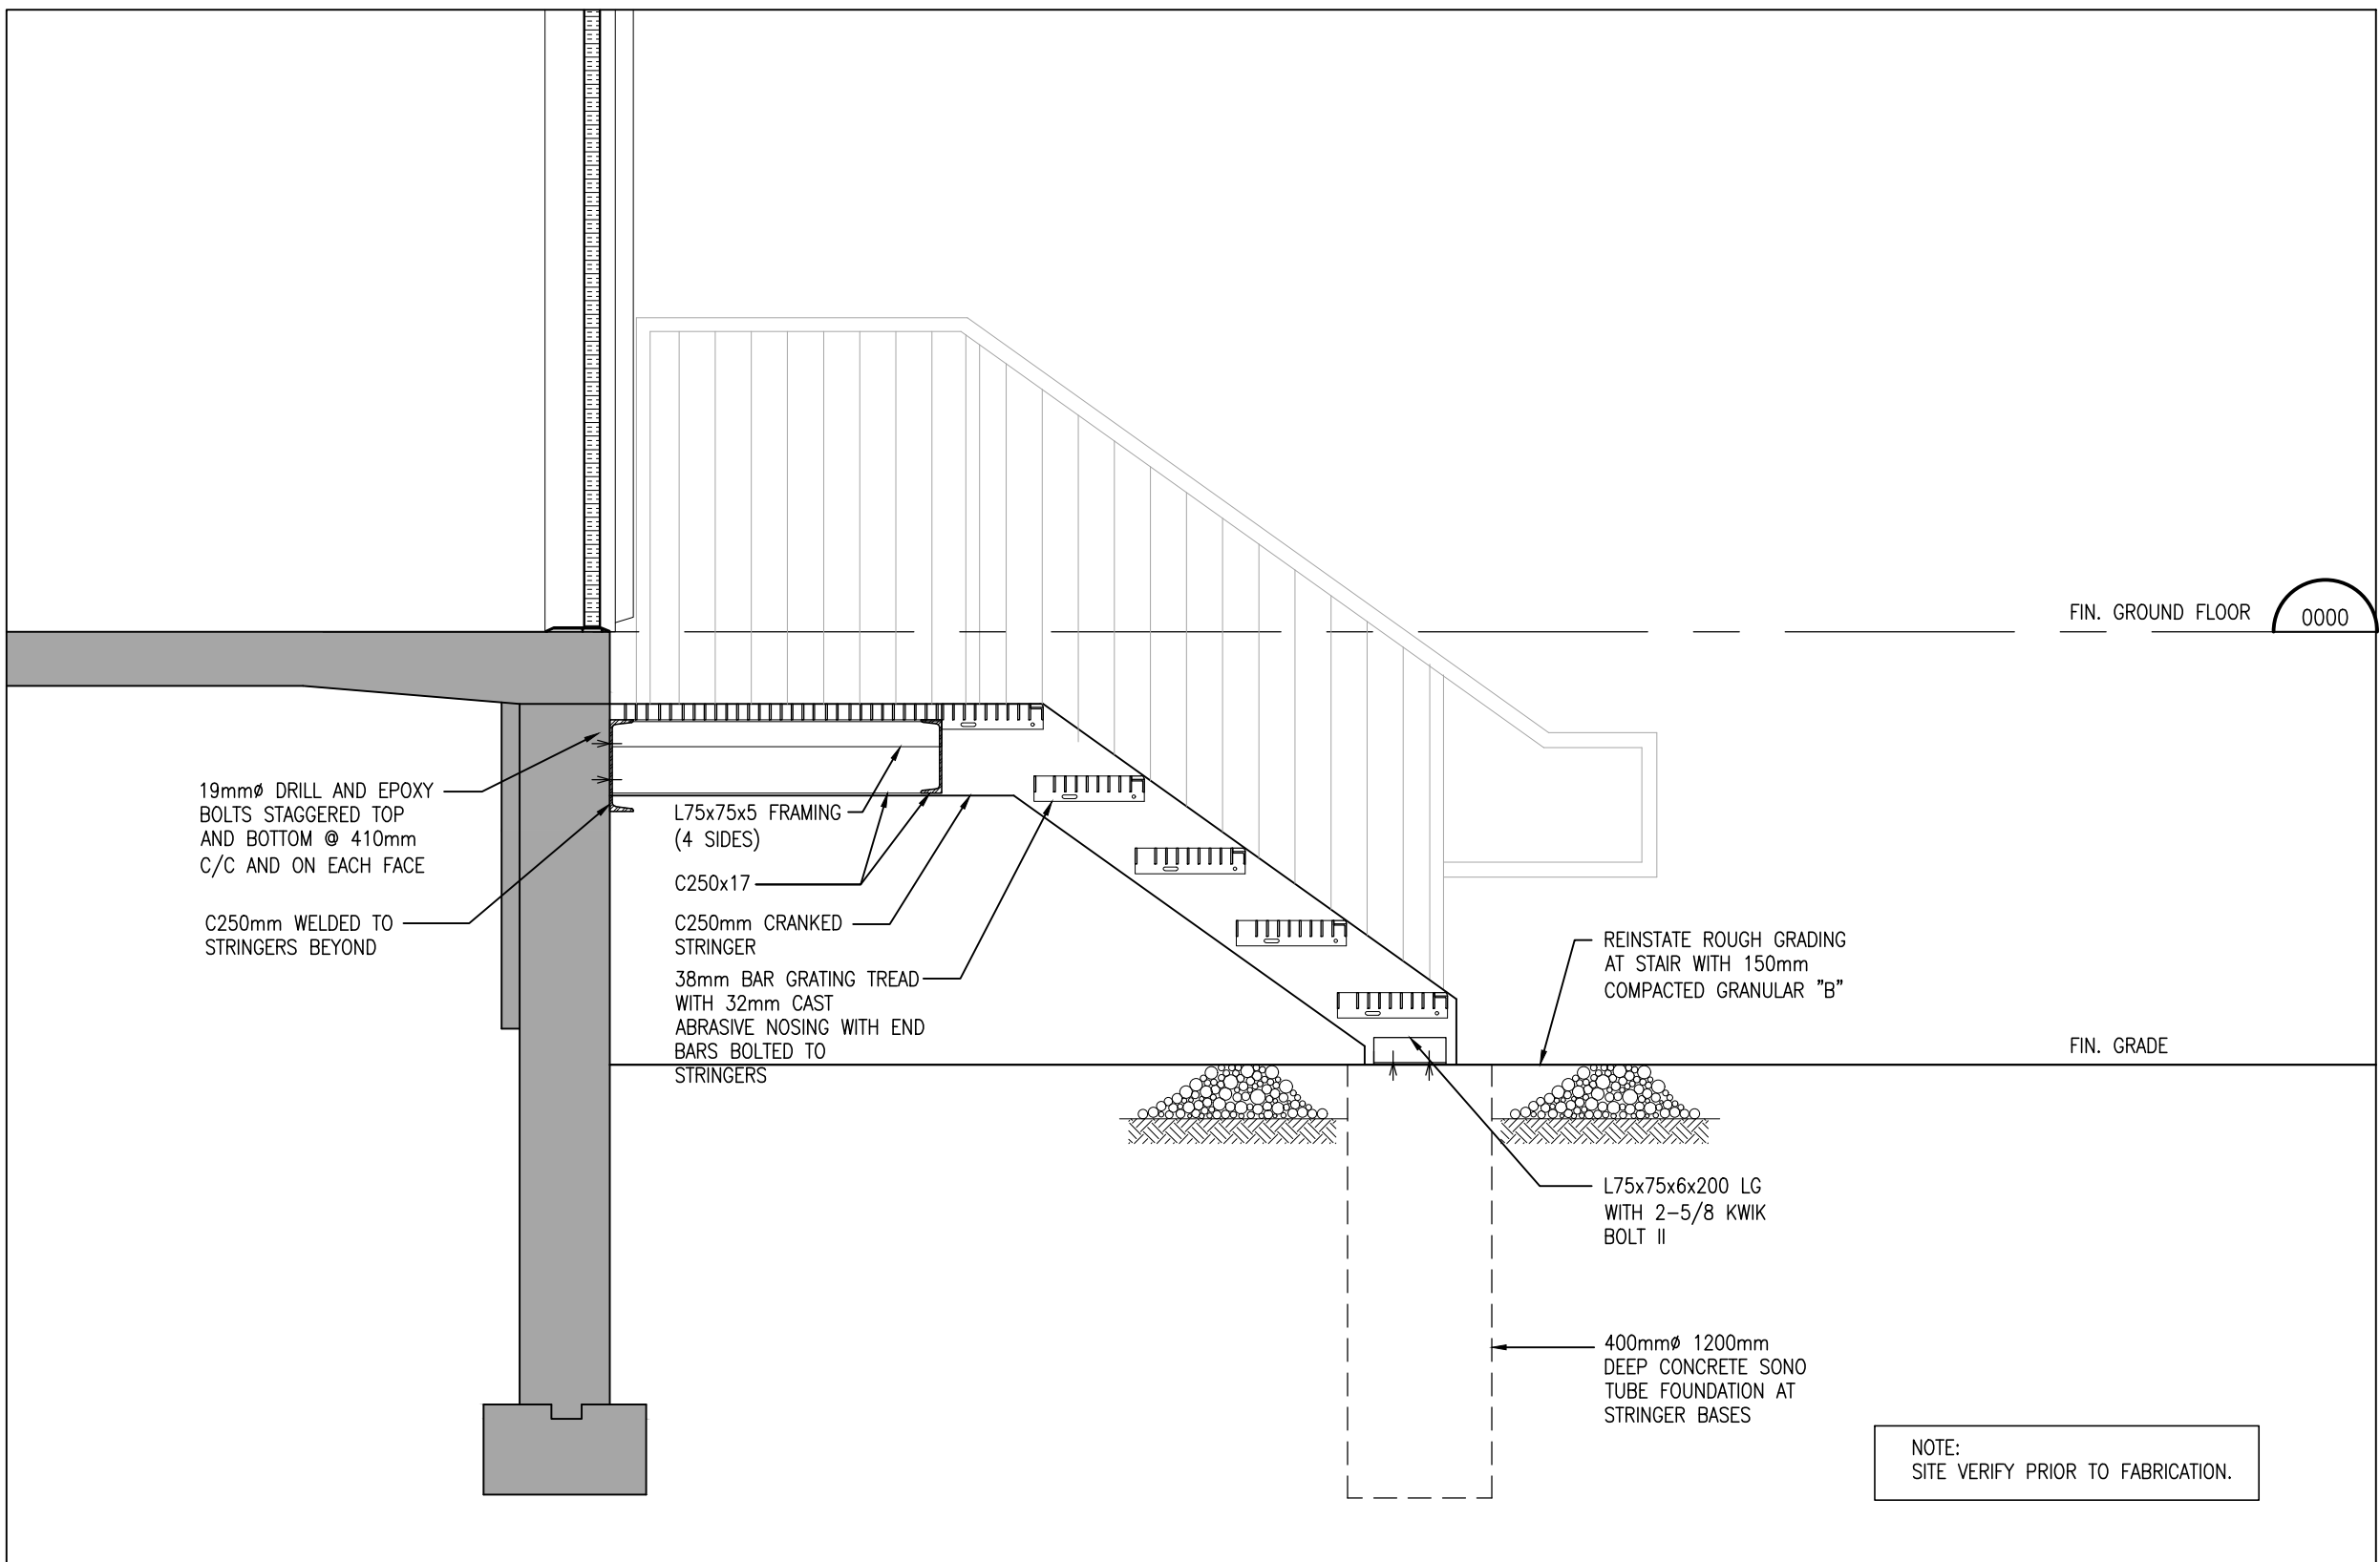 FIN. GROUND FLOOR
0000
19mmø DRILL AND EPOXY
BOLTS STAGGERED TOP
AND BOTTOM @ 410mm
C/C AND ON EACH FACE
C250mm WELDED TO
STRINGERS BEYOND
L75x75x5 FRAMING
(4 SIDES)
C250x17
C250mm CRANKED
STRINGER
38mm BAR GRATING TREAD
WITH 32mm CAST
ABRASIVE NOSING WITH END
BARS BOLTED TO
STRINGERS
REINSTATE ROUGH GRADING
AT STAIR WITH 150mm
COMPACTED GRANULAR "B"
FIN. GRADE
L75x75x6x200 LG
WITH 2-5/8 KWIK
BOLT II
400mmø 1200mm
DEEP CONCRETE SONO
TUBE FOUNDATION AT
STRINGER BASES
NOTE:
SITE VERIFY PRIOR TO FABRICATION.